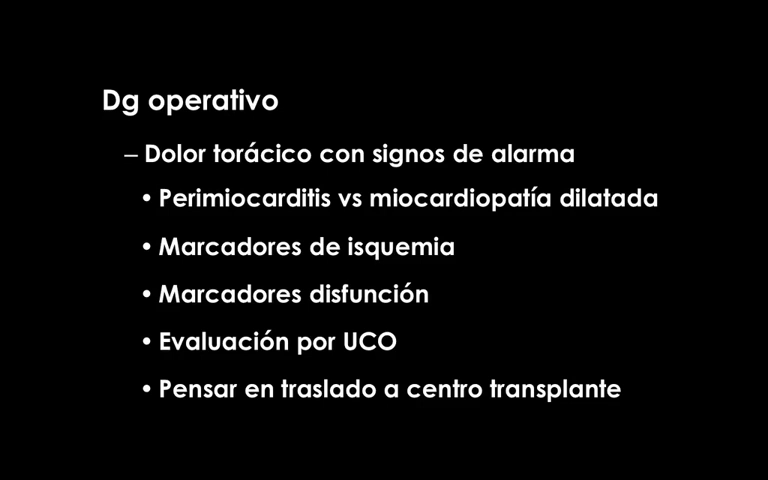 Dg operativo
– Dolor torácico con signos de alarma
• Perimiocarditis vs miocardiopatía dilatada
• Marcadores de isquemia
• Marcadores disfunción
• Evaluación por UCO
• Pensar en traslado a centro transplante